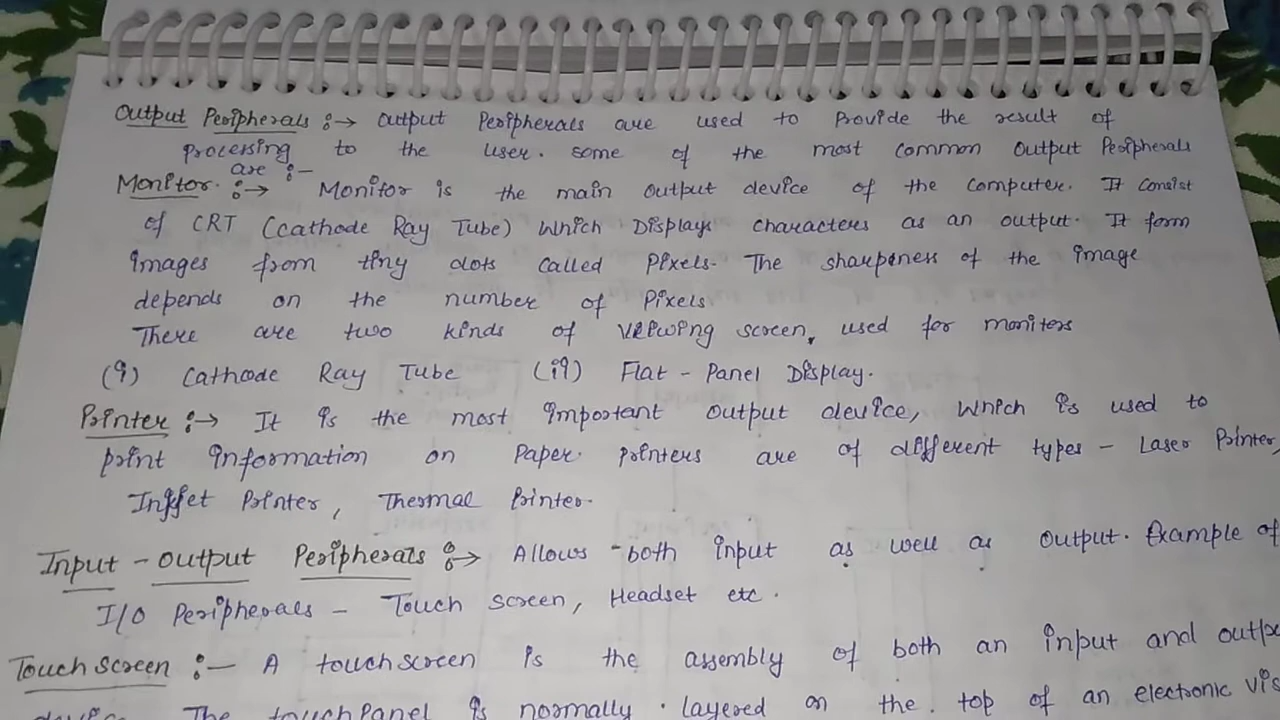 Output Peripherals :→ output Peripherals are used to Provide the result of
Processing to the user. some of the most common output Peripherals
are :-
Monitor. :→ Monitor is the main output device of the computer. It consist
of CRT (cathode Ray Tube) which Displays characters as an output. It form
images from tiny dots called Pixels. The sharpeness of the image
depends on the number of Pixels
There are two kinds of viewing screen, used for moniters
(i) Cathode Ray Tube (ii) Flat - Panel Display.
Printer :→ It is the most important output device, which is used to
print information on Paper. printers are of different types - Laser Printer,
Inkjet Printer, Thermal Printer.
Input - output Peripherals :→ Allows both input as well as output. Example of
I/O Peripherals - Touch screen, Headset etc.
Touch screen :- A touch screen is the assembly of both an input and outpu
device. The touch Panel is normally layered on the top of an electronic vis